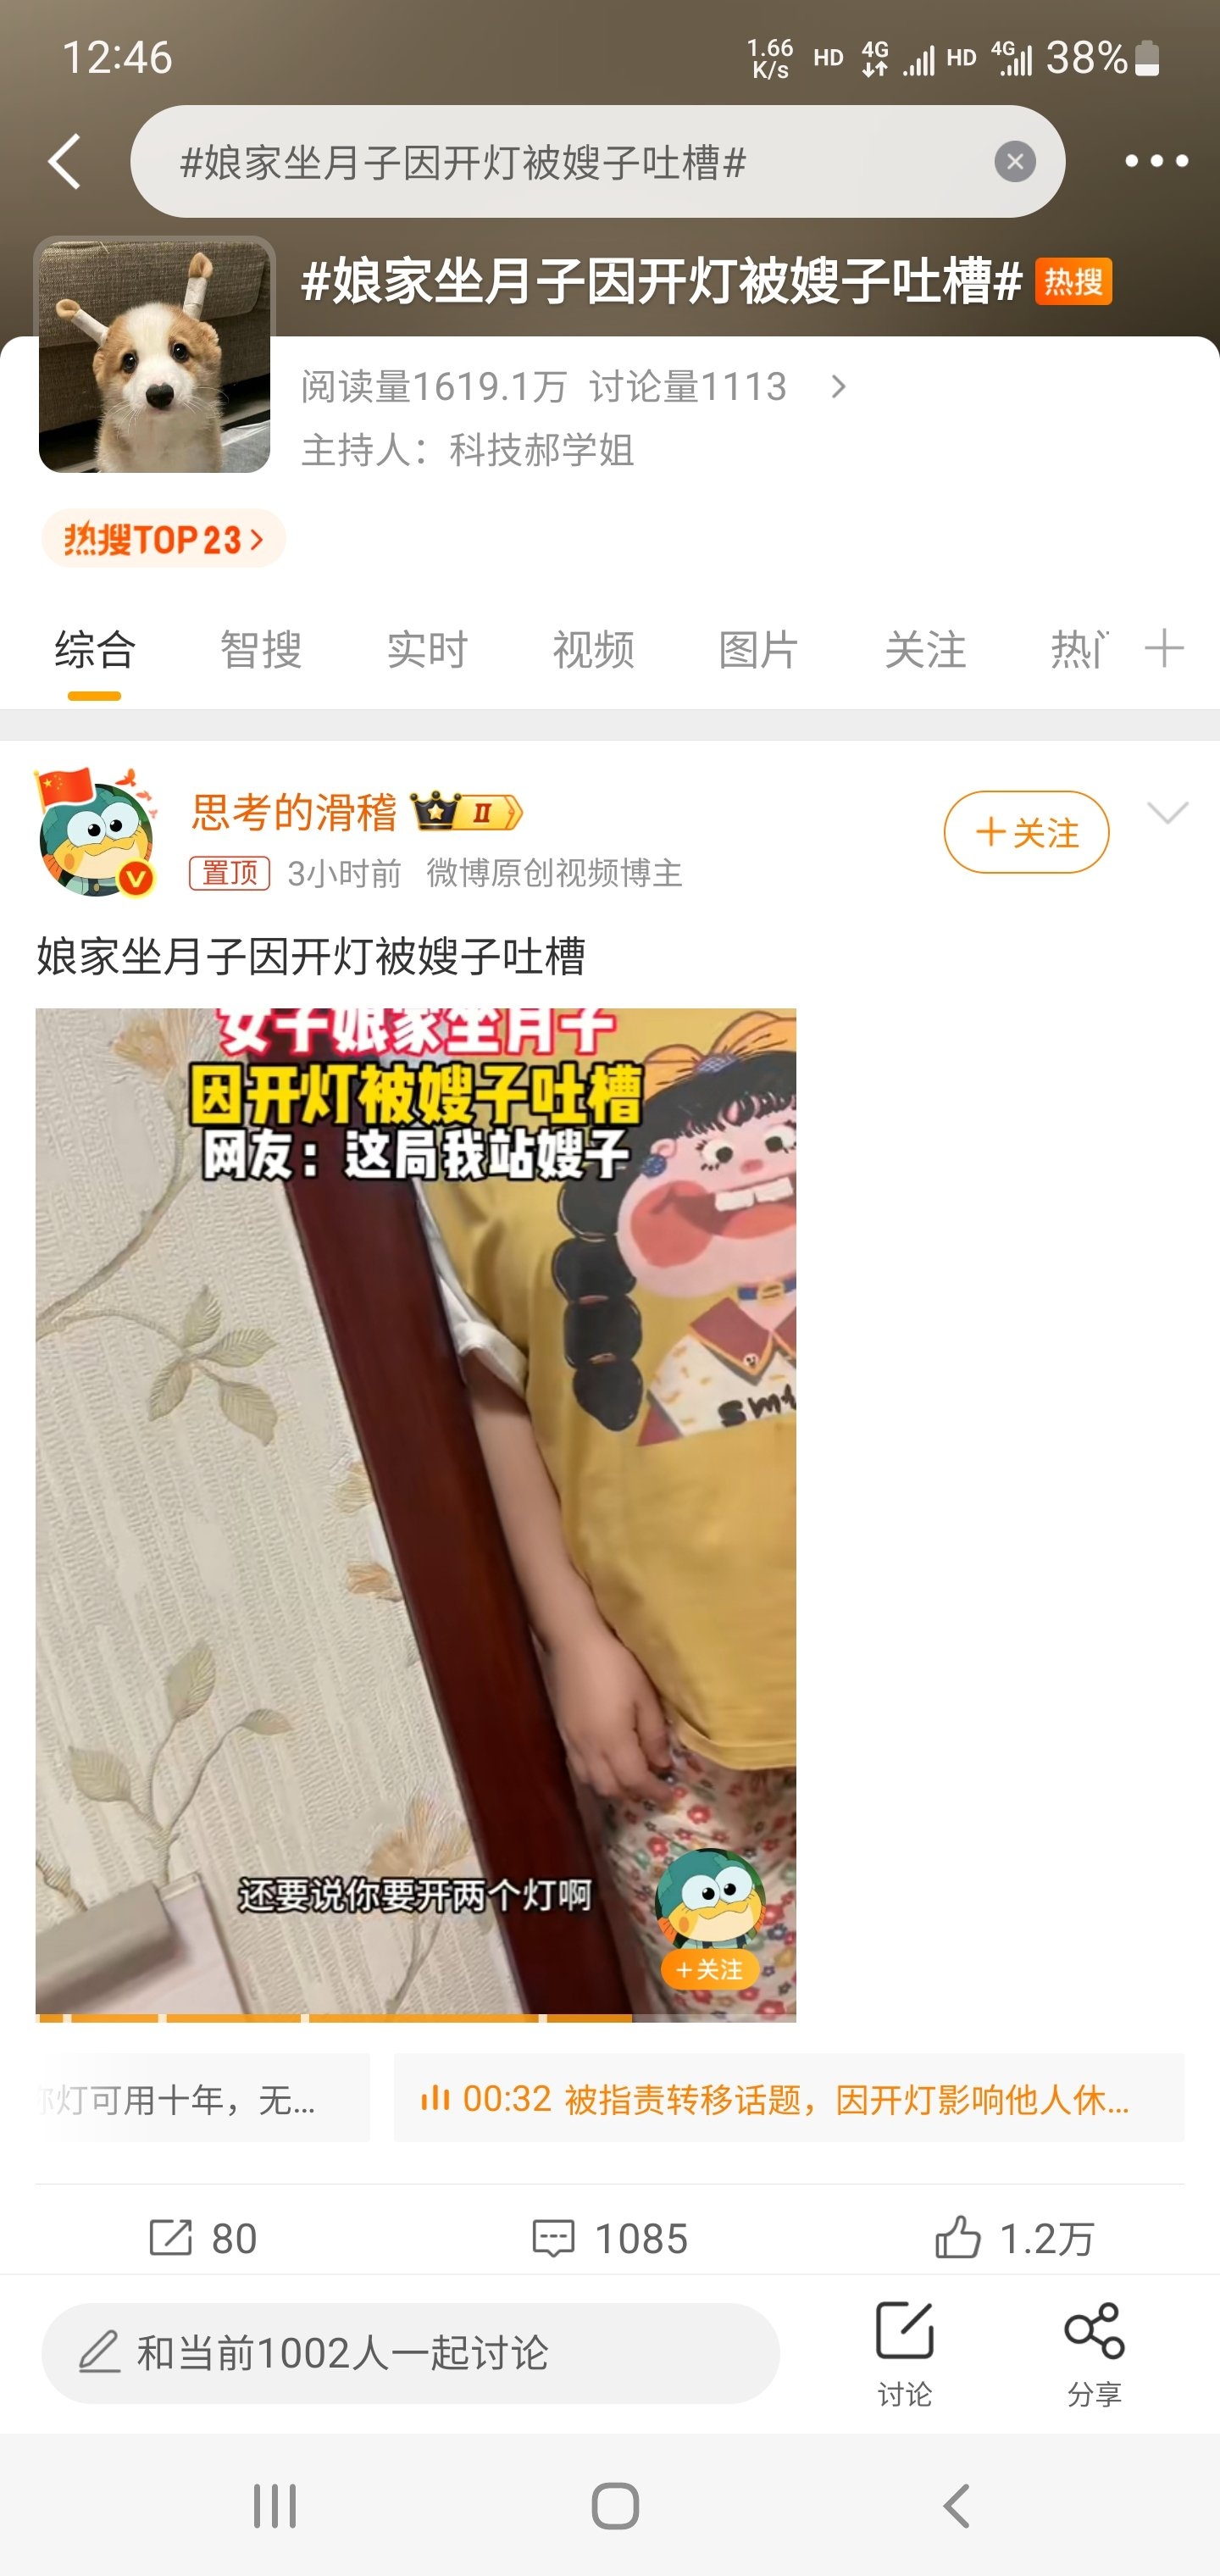 12:46
1.66 K/s HD 4G HD 4G 38%
#娘家坐月子因开灯被嫂子吐槽#
#娘家坐月子因开灯被嫂子吐槽# 热搜
阅读量1619.1万 讨论量1113
主持人：科技郝学姐
热搜TOP 23
综合 智搜 实时 视频 图片 关注
思考的滑稽 II
+关注
置顶 3小时前 微博原创视频博主
娘家坐月子因开灯被嫂子吐槽
女子娘家坐月子
因开灯被嫂子吐槽
网友：这局我站嫂子
还要说你要开两个灯啊
+关注
灯可用十年，无...
00:32 被指责转移话题，因开灯影响他人休...
80 1085 1.2万
和当前1002人一起讨论
讨论 分享